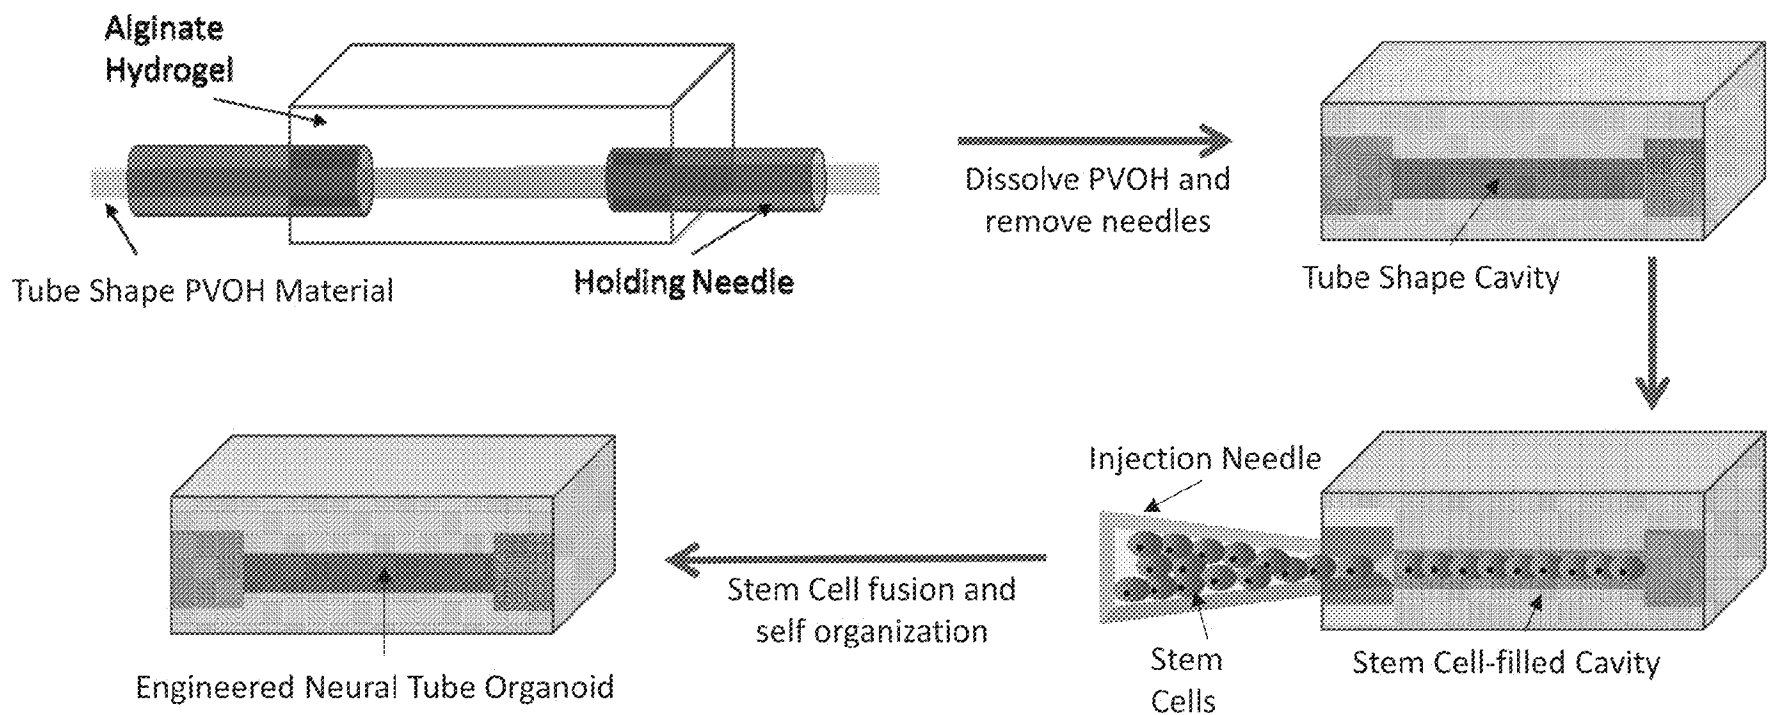 Alginate
Hydrogel
Tube Shape PVOH Material
Holding Needle
Dissolve PVOH and
remove needles
Tube Shape Cavity
Injection Needle
Stem
Cells
Stem Cell-filled Cavity
Stem Cell fusion and
self organization
Engineered Neural Tube Organoid